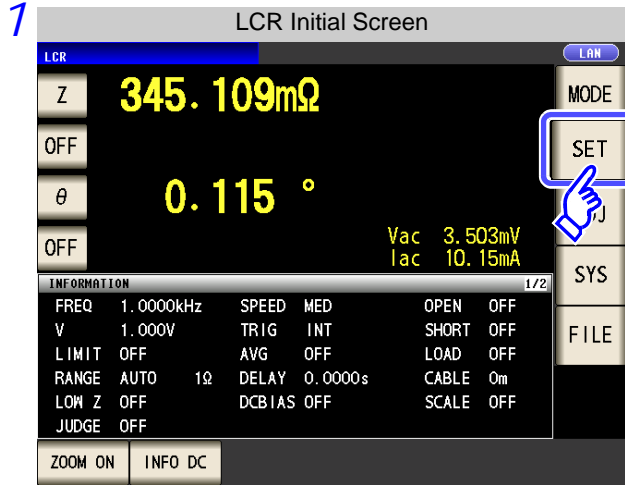 1
LCR Initial Screen
LCR
LAN
Z 345.109mΩ
MODE
OFF
SET
θ 0.115 °
J
OFF
Vac 3.503mV
Iac 10.15mA
SYS
INFORMATION 1/2
FREQ 1.0000kHz SPEED MED OPEN OFF
V 1.000V TRIG INT SHORT OFF
FILE
LIMIT OFF AVG OFF LOAD OFF
RANGE AUTO 1Ω DELAY 0.0000s CABLE 0m
LOW Z OFF DCBIAS OFF SCALE OFF
JUDGE OFF
ZOOM ON INFO DC